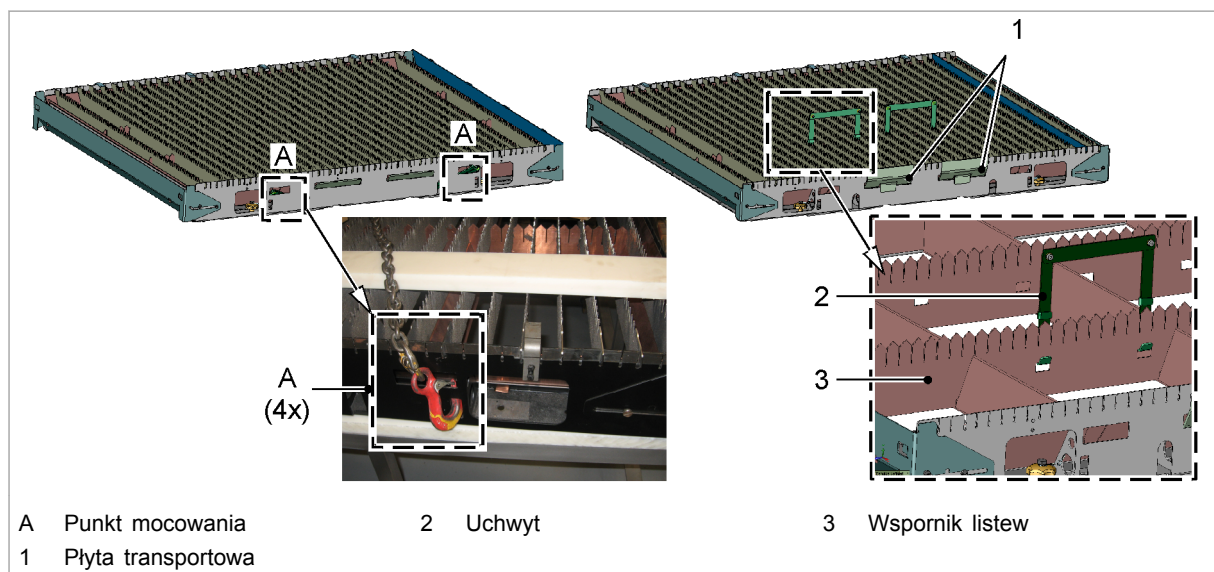 1
A
A
2
A
(4x)
3
A Punkt mocowania 2 Uchwyt 3 Wspornik listew
1 Płyta transportowa